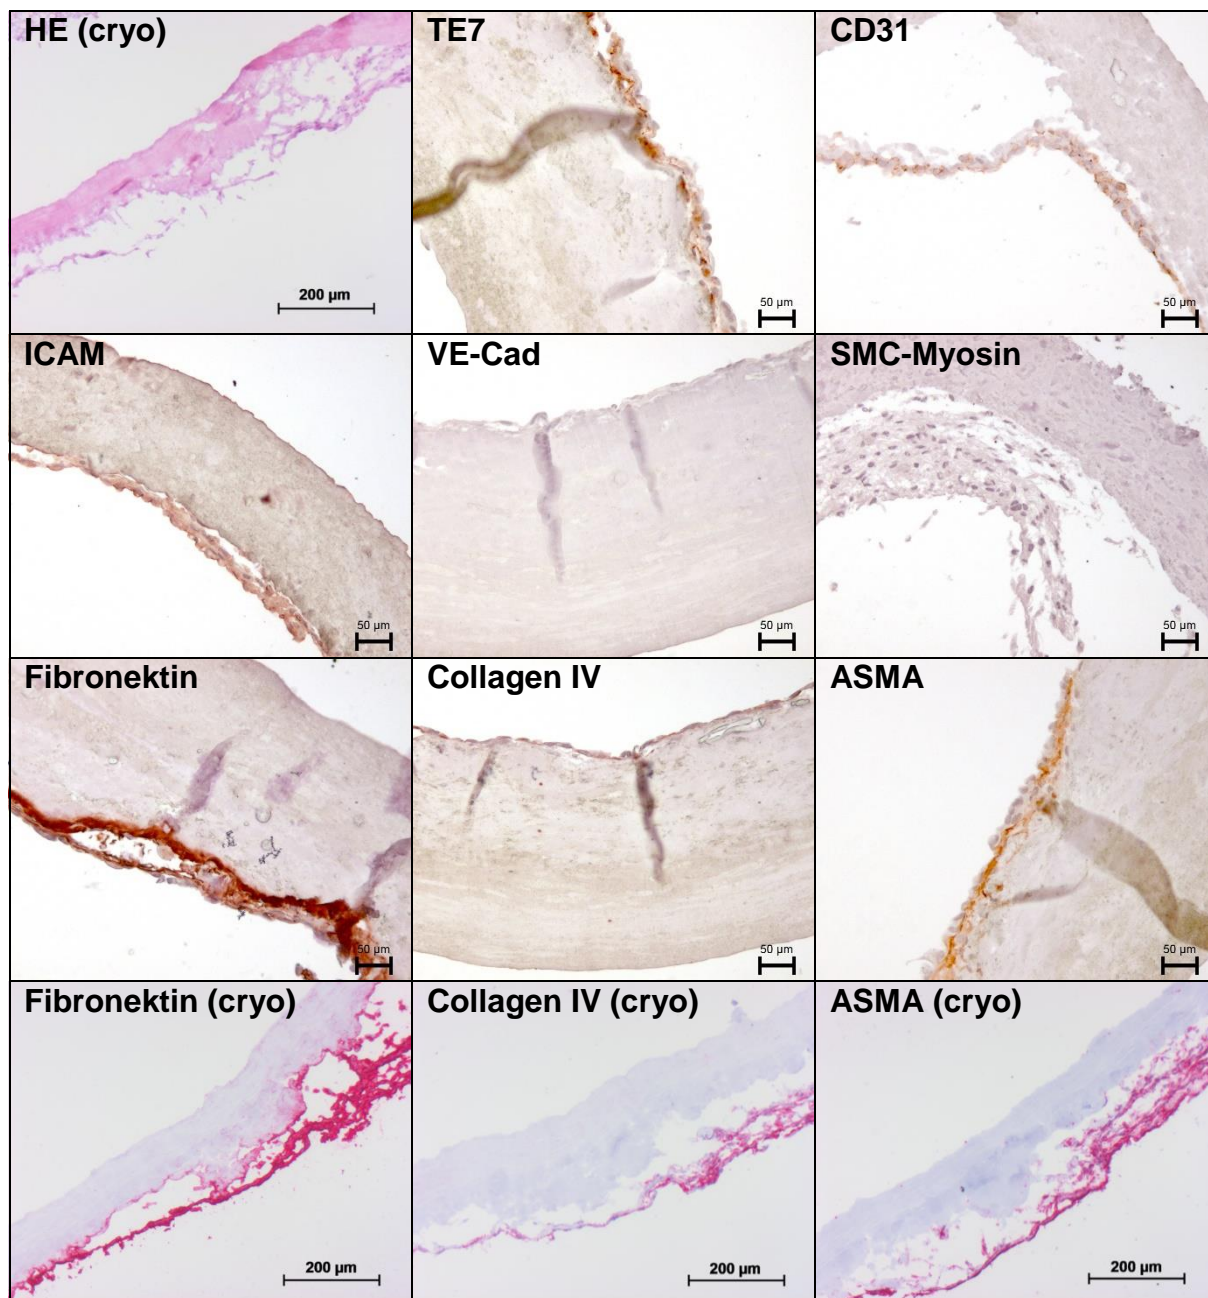 HE (cryo)
TE7
CD31
200 µm
50 µm
50 µm
ICAM
VE-Cad
SMC-Myosin
50 µm
50 µm
50 µm
Fibronektin
Collagen IV
ASMA
50 µm
50 µm
50 µm
Fibronektin (cryo)
Collagen IV (cryo)
ASMA (cryo)
200 µm
200 µm
200 µm